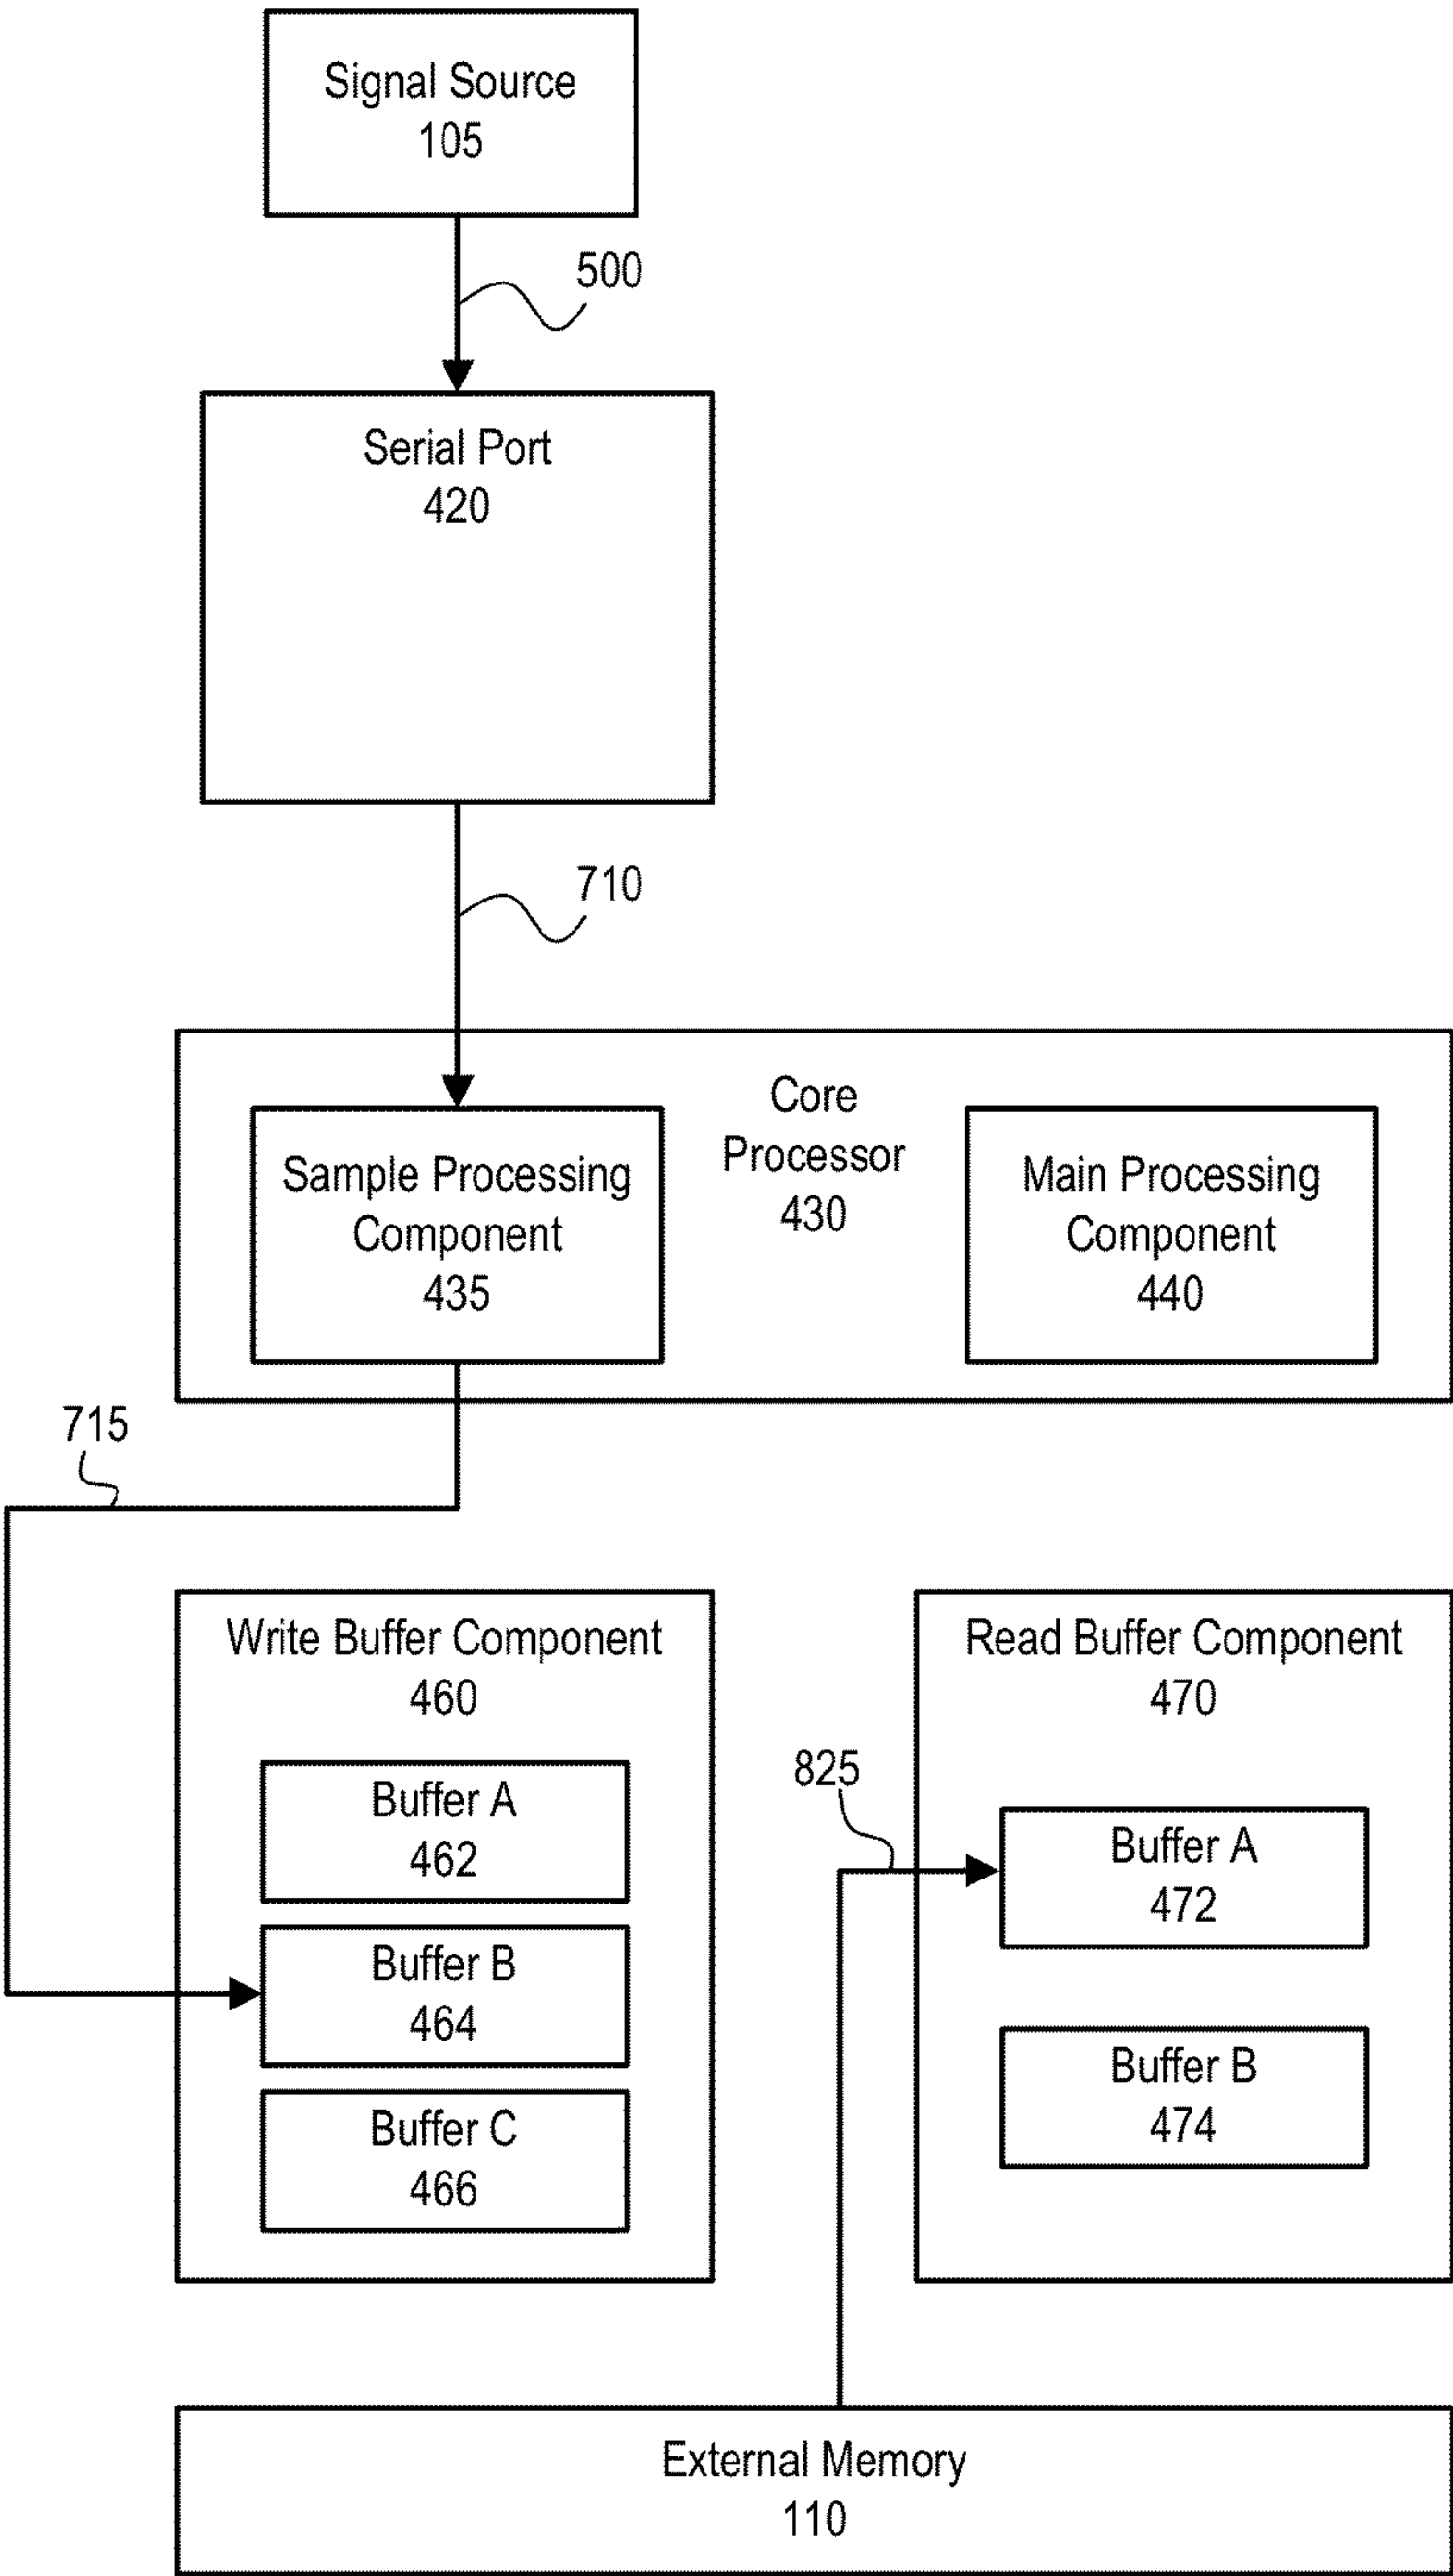 Signal Source
105
500
Serial Port
420
710
Core
Processor
430
Sample Processing
Component
435
Main Processing
Component
440
715
Write Buffer Component
460
Buffer A
462
Buffer B
464
Buffer C
466
Read Buffer Component
470
825
Buffer A
472
Buffer B
474
External Memory
110